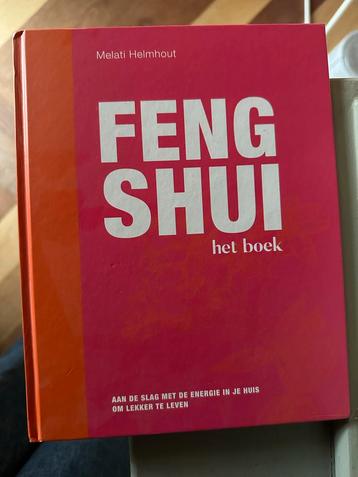 Melati Helmhout
FENG
SHUI
het boek
AAN DE SLAG MET DE ENERGIE IN JE HUIS
OM LEKKER TE LEVEN